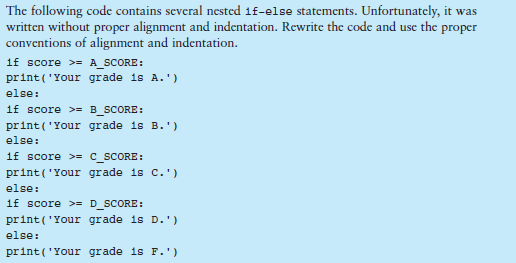 The following code contains several nested if-else statements. Unfortunately, it was
written without proper alignment and indentation. Rewrite the code and use the proper
conventions of alignment and indentation.
if score >= A_SCORE:
print('Your grade is A.')
else:
if score >= B_SCORE:
print('Your grade is B.')
else:
if score >= C_SCORE:
print('Your grade is C.')
else:
if score >= D_SCORE:
print('Your grade is D.')
else:
print('Your grade is F.')